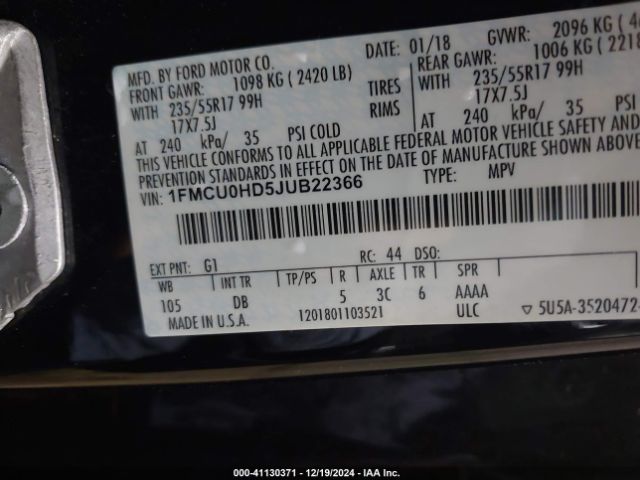 MFD. BY FORD MOTOR CO. DATE: 01/18 GVWR: 2096 KG (
FRONT GAWR: 1098 KG ( 2420 LB) REAR GAWR: 1006 KG ( 2218
WITH 235/55R17 99H TIRES WITH 235/55R17 99H
17X7.5J RIMS 17X7.5J
AT 240 kPa/ 35 PSI COLD AT 240 kPa/ 35 PSI
THIS VEHICLE CONFORMS TO ALL APPLICABLE FEDERAL MOTOR VEHICLE SAFETY AND
PREVENTION STANDARDS IN EFFECT ON THE DATE OF MANUFACTURE SHOWN ABOVE.
VIN: 1FMCU0HD5JUB22366 TYPE: MPV
EXT PNT: G1 RC: 44 DSO:
WB INT TR TP/PS R AXLE TR SPR
105 DB 5 3C 6 AAAA
MADE IN U.S.A. 1201801103521 ULC ▽ 5U5A-3520472-
000-41130371 - 12/19/2024 - IAA Inc.